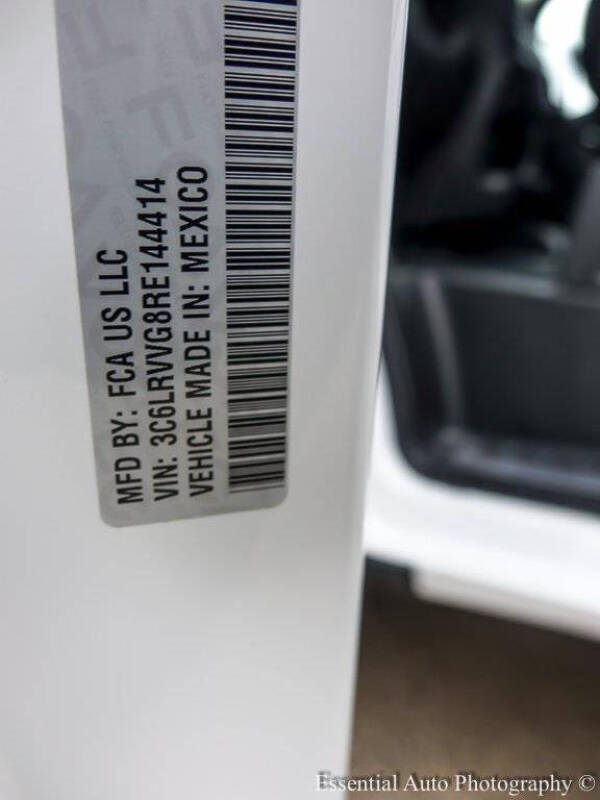 MFD BY: FCA US LLC
VIN: 3C6LRVVG8RE144414
VEHICLE MADE IN: MEXICO
Essential Auto Photography ©